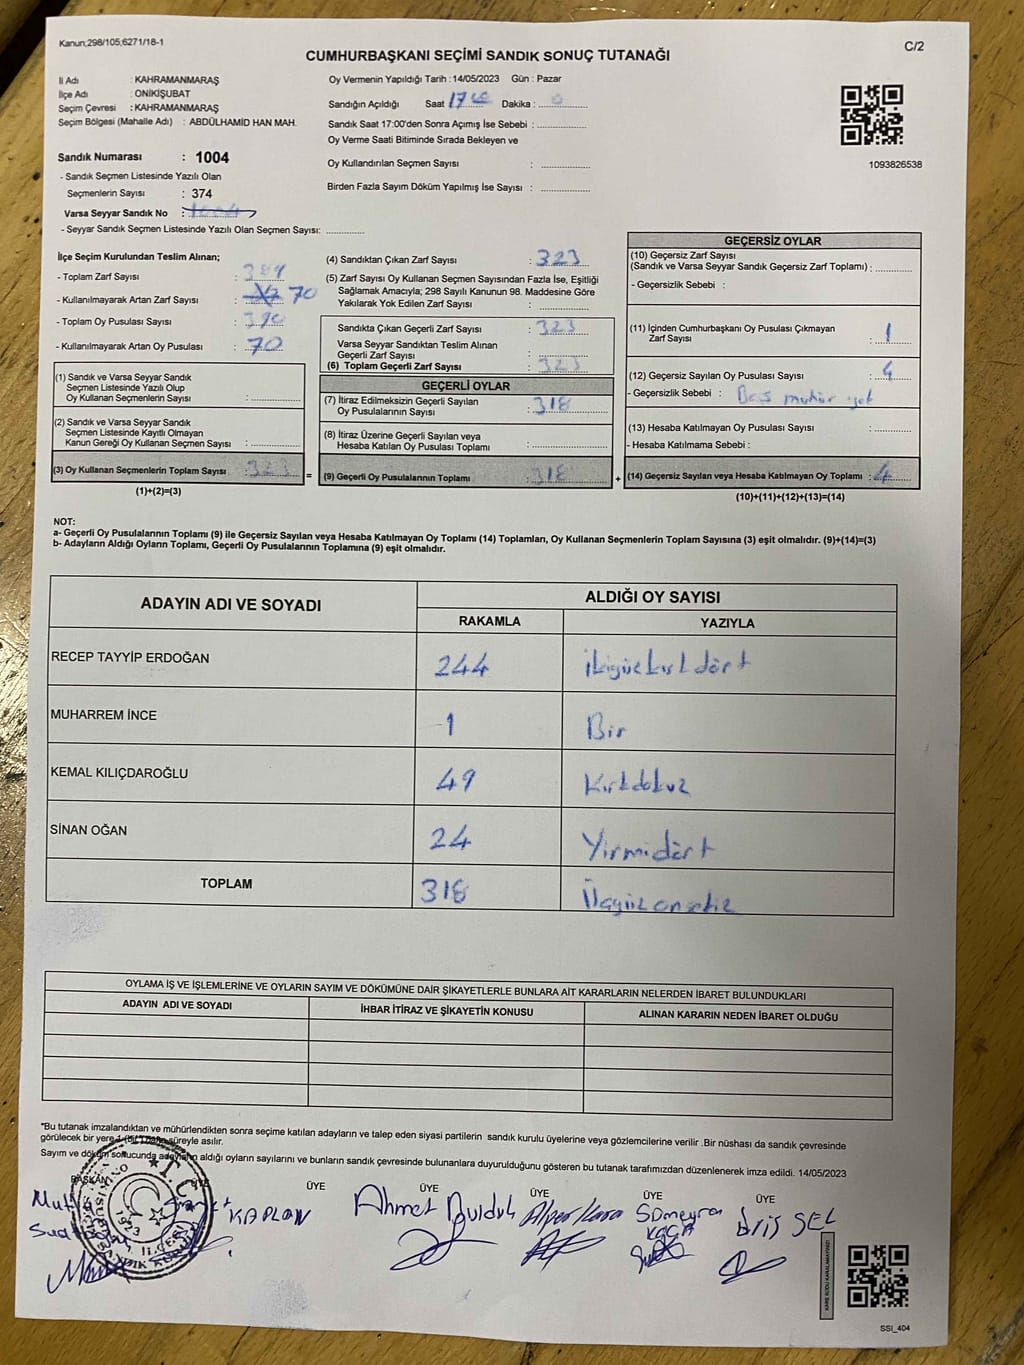 Kanun;298/105;6271/18-1
C/2
CUMHURBAŞKANI SEÇİMİ SANDIK SONUÇ TUTANAĞI
İl Adı : KAHRAMANMARAŞ
İlçe Adı : ONİKİŞUBAT
Seçim Çevresi : KAHRAMANMARAŞ
Seçim Bölgesi (Mahalle Adı) : ABDÜLHAMİD HAN MAH.
Sandık Numarası : 1004
- Sandık Seçmen Listesinde Yazılı Olan
Seçmenlerin Sayısı : 374
Varsa Seyyar Sandık No :
- Seyyar Sandık Seçmen Listesinde Yazılı Olan Seçmen Sayısı: ............
Oy Vermenin Yapıldığı Tarih : 14/05/2023 Gün : Pazar
Sandığın Açıldığı Saat 17 Dakika :
Sandık Saat 17:00'den Sonra Açımış İse Sebebi : ................
Oy Verme Saati Bitiminde Sırada Bekleyen ve
Oy Kullandırılan Seçmen Sayısı : ................
Birden Fazla Sayım Döküm Yapılmış İse Sayısı : ................
1093826538
İlçe Seçim Kurulundan Teslim Alınan;
- Toplam Zarf Sayısı :
- Kullanılmayarak Artan Zarf Sayısı : 70
- Toplam Oy Pusulası Sayısı : 390
- Kullanılmayarak Artan Oy Pusulası : 70
(1) Sandık ve Varsa Seyyar Sandık
Seçmen Listesinde Yazılı Olup
Oy Kullanan Seçmenlerin Sayısı : ............
(2) Sandık ve Varsa Seyyar Sandık
Seçmen Listesinde Kayıtlı Olmayan
Kanun Gereği Oy Kullanan Seçmen Sayısı : ............
(3) Oy Kullanan Seçmenlerin Toplam Sayısı : 323 =
(1)+(2)=(3)
(4) Sandıktan Çıkan Zarf Sayısı : 323
(5) Zarf Sayısı Oy Kullanan Seçmen Sayısından Fazla İse, Eşitliği
Sağlamak Amacıyla; 298 Sayılı Kanunun 98. Maddesine Göre
Yakılarak Yok Edilen Zarf Sayısı : ............
Sandıkta Çıkan Geçerli Zarf Sayısı : 323
Varsa Seyyar Sandıktan Teslim Alınan
Geçerli Zarf Sayısı : ............
(6) Toplam Geçerli Zarf Sayısı : 323
GEÇERLİ OYLAR
(7) İtiraz Edilmeksizin Geçerli Sayılan
Oy Pusulalarının Sayısı : 318
(8) İtiraz Üzerine Geçerli Sayılan veya
Hesaba Katılan Oy Pusulası Toplamı : ............
(9) Geçerli Oy Pusulalarının Toplamı : 318 +
GEÇERSİZ OYLAR
(10) Geçersiz Zarf Sayısı
(Sandık ve Varsa Seyyar Sandık Geçersiz Zarf Toplamı) : ..........
- Geçersizlik Sebebi :
(11) İçinden Cumhurbaşkanı Oy Pusulası Çıkmayan
Zarf Sayısı : 1
(12) Geçersiz Sayılan Oy Pusulası Sayısı : 4
- Geçersizlik Sebebi :
(13) Hesaba Katılmayan Oy Pusulası Sayısı : ..........
- Hesaba Katılmama Sebebi :
(14) Geçersiz Sayılan veya Hesaba Katılmayan Oy Toplamı : 4
(10)+(11)+(12)+(13)=(14)
NOT:
a- Geçerli Oy Pusulalarının Toplamı (9) ile Geçersiz Sayılan veya Hesaba Katılmayan Oy Toplamı (14) Toplamları, Oy Kullanan Seçmenlerin Toplam Sayısına (3) eşit olmalıdır. (9)+(14)=(3)
b- Adayların Aldığı Oyların Toplamı, Geçerli Oy Pusulalarının Toplamına (9) eşit olmalıdır.
ADAYIN ADI VE SOYADI
ALDIĞI OY SAYISI
RAKAMLA YAZIYLA
RECEP TAYYİP ERDOĞAN 244 ikiyüzkırkdört
MUHARREM İNCE 1 Bir
KEMAL KILIÇDAROĞLU 49 Kırkdokuz
SİNAN OĞAN 24 Yirmidört
TOPLAM 318 Üçyüzonsekiz
OYLAMA İŞ VE İŞLEMLERİNE VE OYLARIN SAYIM VE DÖKÜMÜNE DAİR ŞİKAYETLERLE BUNLARA AİT KARARLARIN NELERDEN İBARET BULUNDUKLARI
ADAYIN ADI VE SOYADI
İHBAR İTİRAZ VE ŞİKAYETİN KONUSU
ALINAN KARARIN NEDEN İBARET OLDUĞU
*Bu tutanak imzalandıktan ve mühürlendikten sonra seçime katılan adayların ve talep eden siyasi partilerin sandık kurulu üyelerine veya gözlemcilerine verilir .Bir nüshası da sandık çevresinde
görülecek bir yere 1 (bir) hafta süreyle asılır.
Sayım ve döküm sonucunda adayların aldığı oyların sayılarını ve bunların sandık çevresinde bulunanlara duyurulduğunu gösteren bu tutanak tarafımızdan düzenlenerek imza edildi. 14/05/2023
BAŞKAN ÜYE ÜYE ÜYE ÜYE ÜYE ÜYE
KAPLAN
Ahmet
Alper Kara
Sümeyra
T.C.
1923
SSI_404